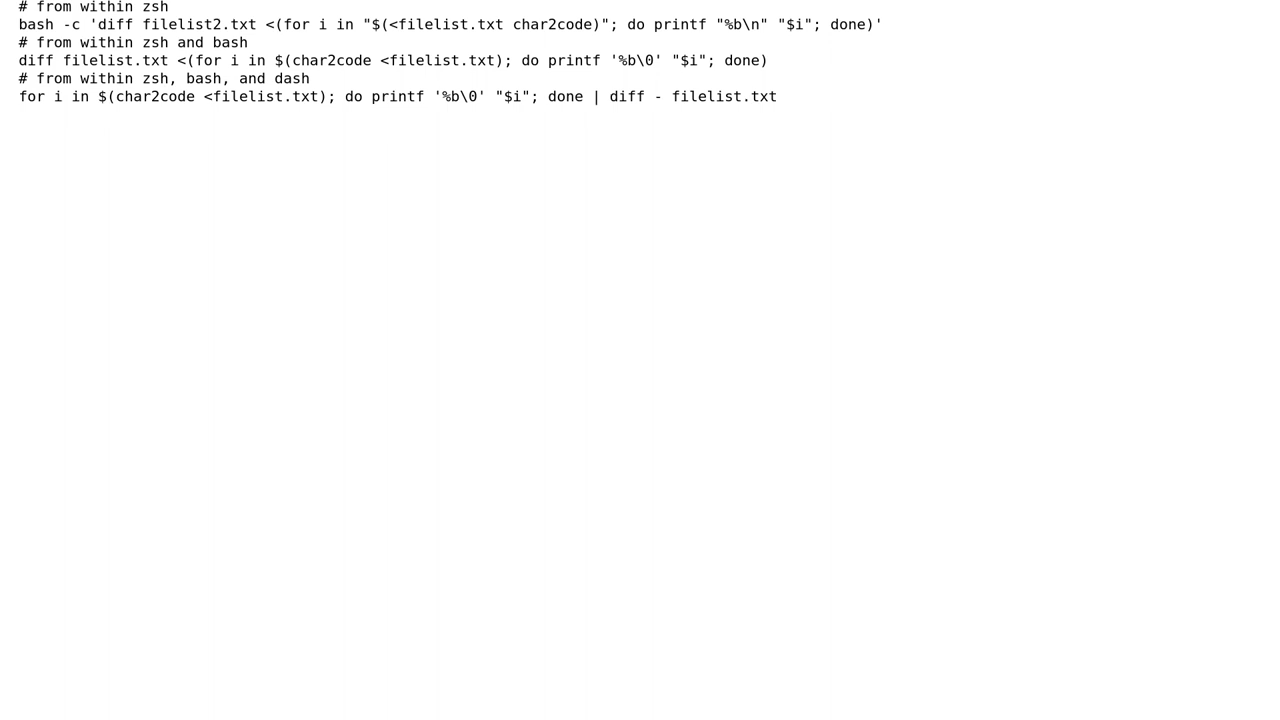 # from within zsh
bash -c 'diff filelist2.txt <(for i in "$(<filelist.txt char2code)"; do printf "%b\n" "$i"; done)'
# from within zsh and bash
diff filelist.txt <(for i in $(char2code <filelist.txt); do printf '%b\0' "$i"; done)
# from within zsh, bash, and dash
for i in $(char2code <filelist.txt); do printf '%b\0' "$i"; done | diff - filelist.txt